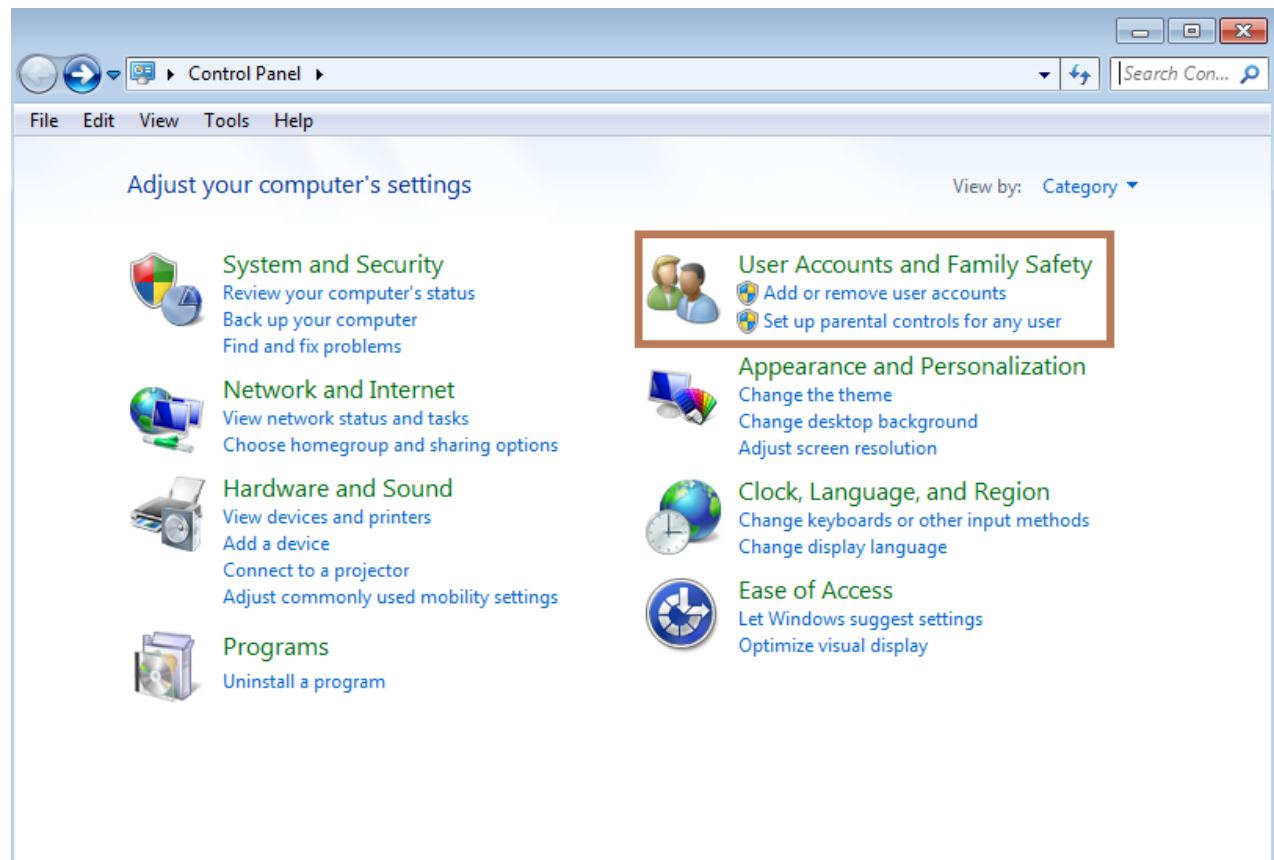 Control Panel
Search Con...
File Edit View Tools Help
Adjust your computer's settings
View by: Category
System and Security
Review your computer's status
Back up your computer
Find and fix problems
Network and Internet
View network status and tasks
Choose homegroup and sharing options
Hardware and Sound
View devices and printers
Add a device
Connect to a projector
Adjust commonly used mobility settings
Programs
Uninstall a program
User Accounts and Family Safety
Add or remove user accounts
Set up parental controls for any user
Appearance and Personalization
Change the theme
Change desktop background
Adjust screen resolution
Clock, Language, and Region
Change keyboards or other input methods
Change display language
Ease of Access
Let Windows suggest settings
Optimize visual display